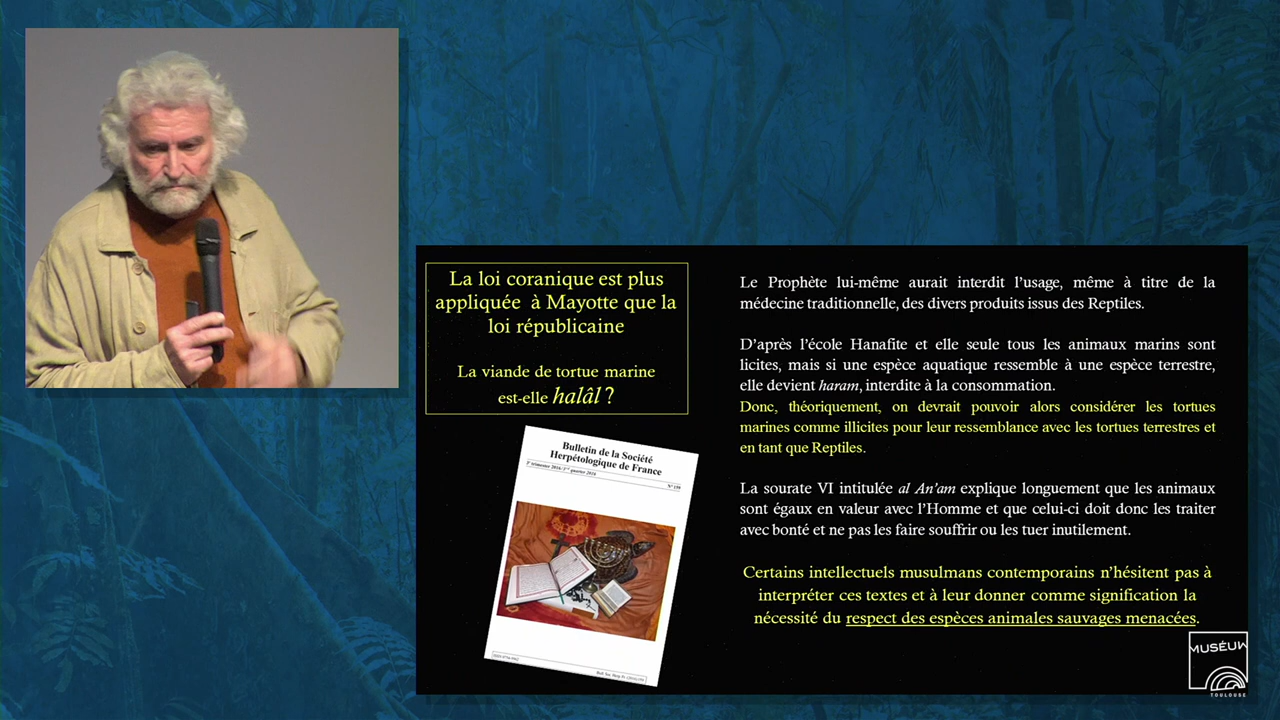 La loi coranique est plus
appliquée à Mayotte que la
loi républicaine
La viande de tortue marine
est-elle halâl ?
Bulletin de la Société
Herpétologique de France
3e trimestre 2016 / 3rd quarter 2016
N° 159
Le Prophète lui-même aurait interdit l’usage, même à titre de la
médecine traditionnelle, des divers produits issus des Reptiles.
D’après l’école Hanafite et elle seule tous les animaux marins sont
licites, mais si une espèce aquatique ressemble à une espèce terrestre,
elle devient haram, interdite à la consommation.
Donc, théoriquement, on devrait pouvoir alors considérer les tortues
marines comme illicites pour leur ressemblance avec les tortues terrestres et
en tant que Reptiles.
La sourate VI intitulée al An’am explique longuement que les animaux
sont égaux en valeur avec l’Homme et que celui-ci doit donc les traiter
avec bonté et ne pas les faire souffrir ou les tuer inutilement.
Certains intellectuels musulmans contemporains n’hésitent pas à
interpréter ces textes et à leur donner comme signification la
nécessité du respect des espèces animales sauvages menacées.
MUSÉUM
TOULOUSE